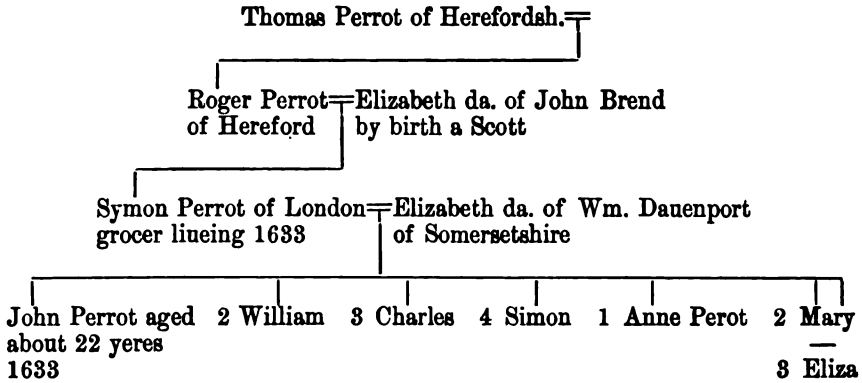 Thomas Perrot of Herefordsh.=
Roger Perrot=Elizabeth da. of John Brend
of Hereford by birth a Scott
Symon Perrot of London=Elizabeth da. of Wm. Dauenport
grocer liueing 1633 of Somersetshire
John Perrot aged 2 William 3 Charles 4 Simon 1 Anne Perot 2 Mary
about 22 yeres
1633 3 Eliza